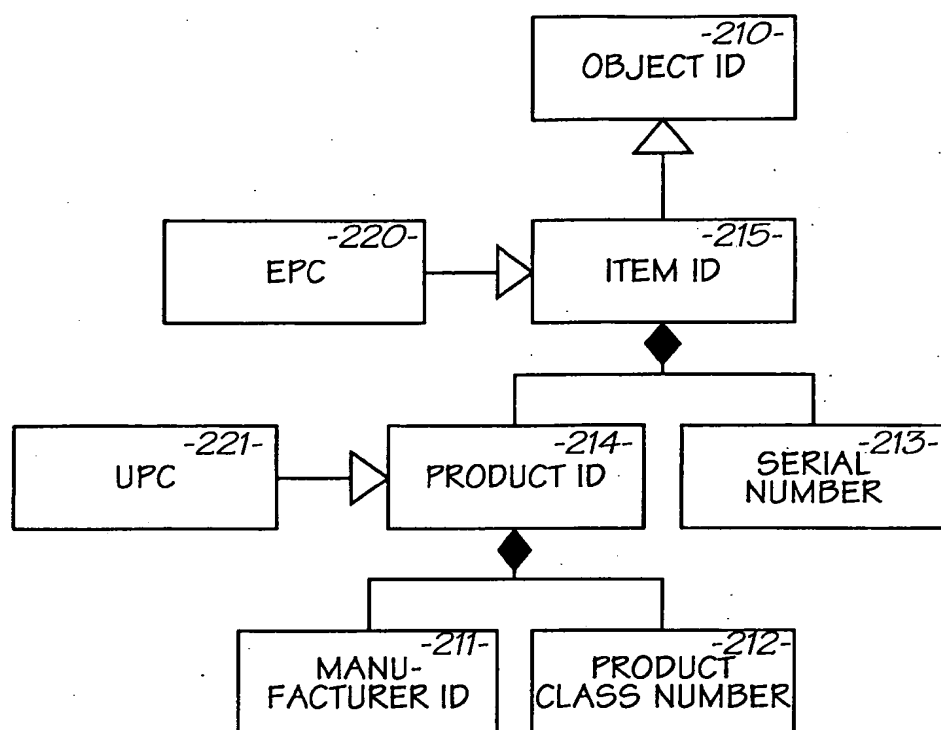 -210-
OBJECT ID
-220-
EPC
-215-
ITEM ID
-221-
UPC
-214-
PRODUCT ID
-213-
SERIAL
NUMBER
-211-
MANU-
FACTURER ID
-212-
PRODUCT
CLASS NUMBER